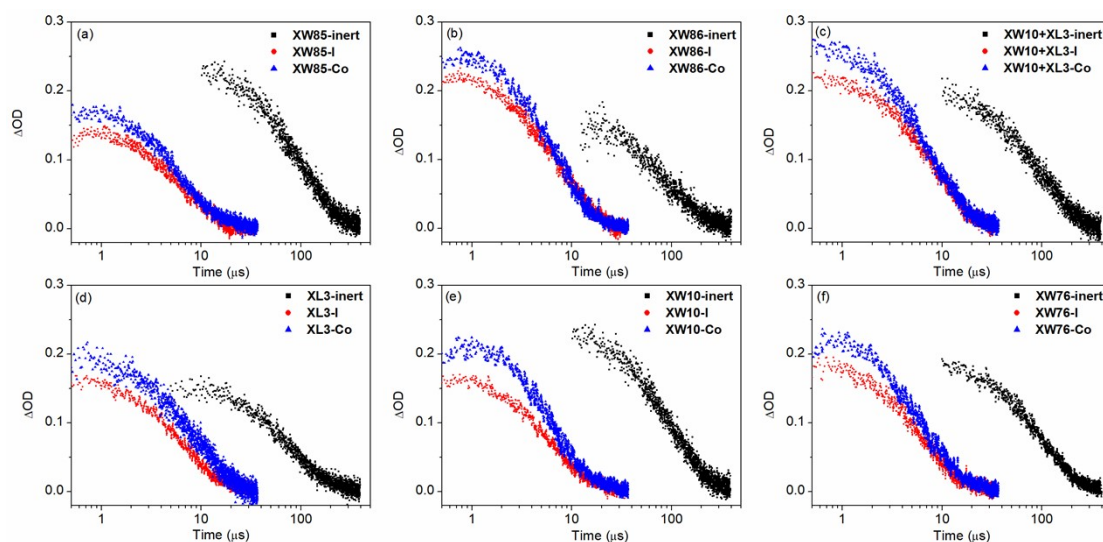 (a)
XW85-inert
XW85-I
XW85-Co
0.3
0.2
0.1
0.0
ΔOD
1
10
100
Time (μs)
(b)
XW86-inert
XW86-I
XW86-Co
0.3
0.2
0.1
0.0
ΔOD
1
10
100
Time (μs)
(c)
XW10+XL3-inert
XW10+XL3-I
XW10+XL3-Co
0.3
0.2
0.1
0.0
ΔOD
1
10
100
Time (μs)
(d)
XL3-inert
XL3-I
XL3-Co
0.3
0.2
0.1
0.0
ΔOD
1
10
100
Time (μs)
(e)
XW10-inert
XW10-I
XW10-Co
0.3
0.2
0.1
0.0
ΔOD
1
10
100
Time (μs)
(f)
XW76-inert
XW76-I
XW76-Co
0.3
0.2
0.1
0.0
ΔOD
1
10
100
Time (μs)